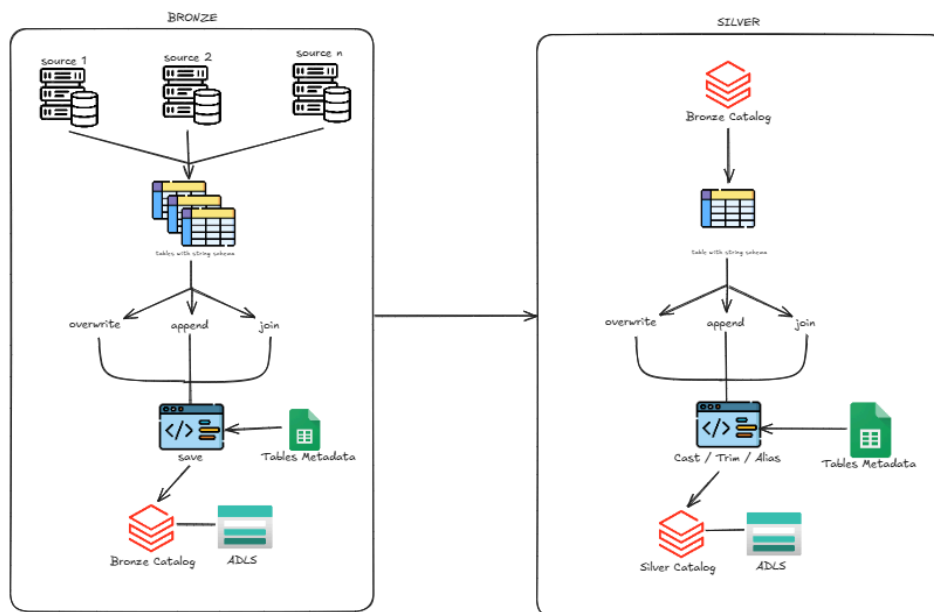 BRONZE
source 1
source 2
source n
tables with string schema
overwrite
append
join
save
Tables Metadata
Bronze Catalog
ADLS
SILVER
Bronze Catalog
table with string schema
overwrite
append
join
Cast / Trim / Alias
Tables Metadata
Silver Catalog
ADLS